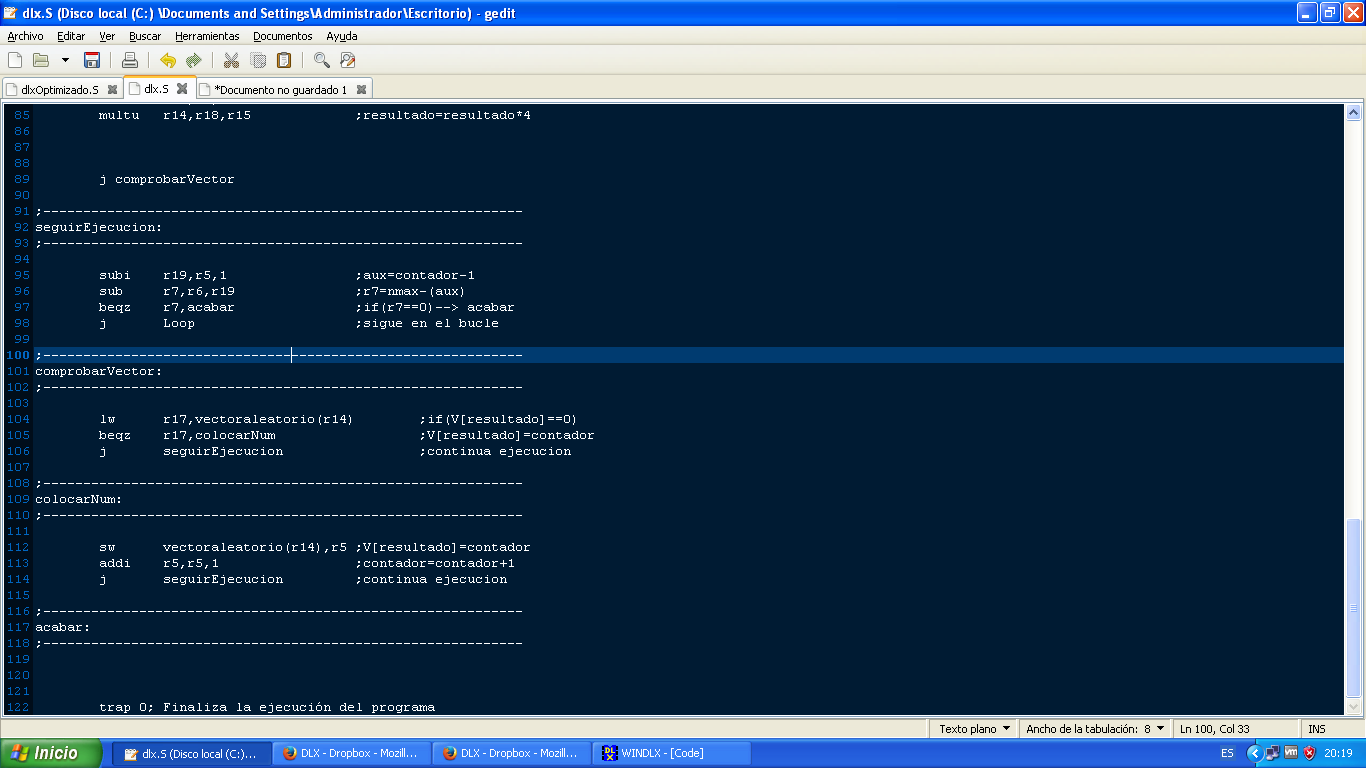 dlx.S (Disco local (C:) \Documents and Settings\Administrador\Escritorio) - gedit
Archivo Editar Ver Buscar Herramientas Documentos Ayuda
dlxOptimizado.S dlx.S *Documento no guardado 1
85 multu r14,r18,r15 ;resultado=resultado*4
86
87
88
89 j comprobarVector
90
91 ;------------------------------------------------------------
92 seguirEjecucion:
93 ;------------------------------------------------------------
94
95 subi r19,r5,1 ;aux=contador-1
96 sub r7,r6,r19 ;r7=nmax-(aux)
97 beqz r7,acabar ;if(r7==0)--> acabar
98 j Loop ;sigue en el bucle
99
100 ;------------------------------------------------------------
101 comprobarVector:
102 ;------------------------------------------------------------
103
104 lw r17,vectoraleatorio(r14) ;if(V[resultado]==0)
105 beqz r17,colocarNum ;V[resultado]=contador
106 j seguirEjecucion ;continua ejecucion
107
108 ;------------------------------------------------------------
109 colocarNum:
110 ;------------------------------------------------------------
111
112 sw vectoraleatorio(r14),r5 ;V[resultado]=contador
113 addi r5,r5,1 ;contador=contador+1
114 j seguirEjecucion ;continua ejecucion
115
116 ;------------------------------------------------------------
117 acabar:
118 ;------------------------------------------------------------
119
120
121
122 trap 0; Finaliza la ejecución del programa
Texto plano Ancho de la tabulación: 8 Ln 100, Col 33 INS
Inicio dlx.S (Disco local (C:)... DLX - Dropbox - Mozill... DLX - Dropbox - Mozill... WINDLX - [Code] ES 20:19